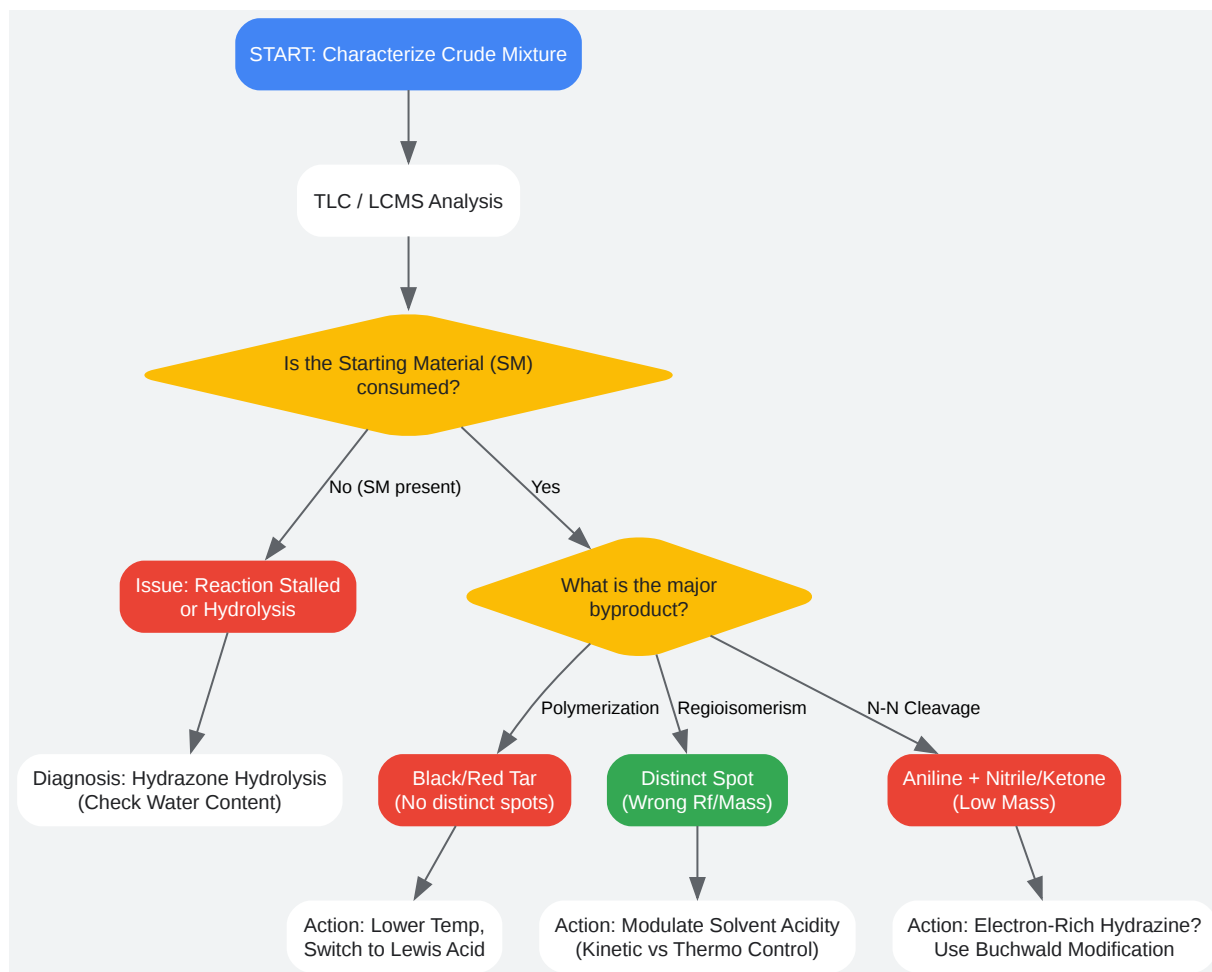 START: Characterize Crude Mixture
TLC / LCMS Analysis
Is the Starting Material (SM)
consumed?
No (SM present)
Yes
Issue: Reaction Stalled
or Hydrolysis
What is the major
byproduct?
Polymerization
Regioisomerism
N-N Cleavage
Diagnosis: Hydrazone Hydrolysis
(Check Water Content)
Black/Red Tar
(No distinct spots)
Distinct Spot
(Wrong Rf/Mass)
Aniline + Nitrile/Ketone
(Low Mass)
Action: Lower Temp,
Switch to Lewis Acid
Action: Modulate Solvent Acidity
(Kinetic vs Thermo Control)
Action: Electron-Rich Hydrazine?
Use Buchwald Modification